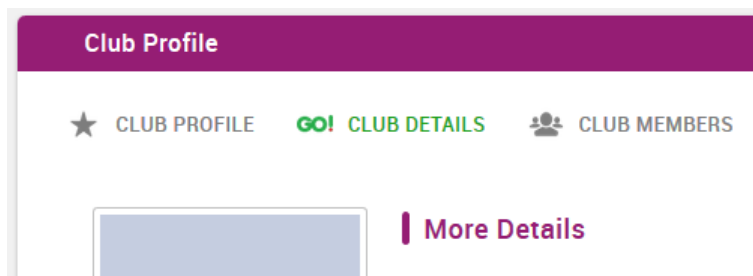 Club Profile
CLUB PROFILE GO! CLUB DETAILS CLUB MEMBERS
More Details